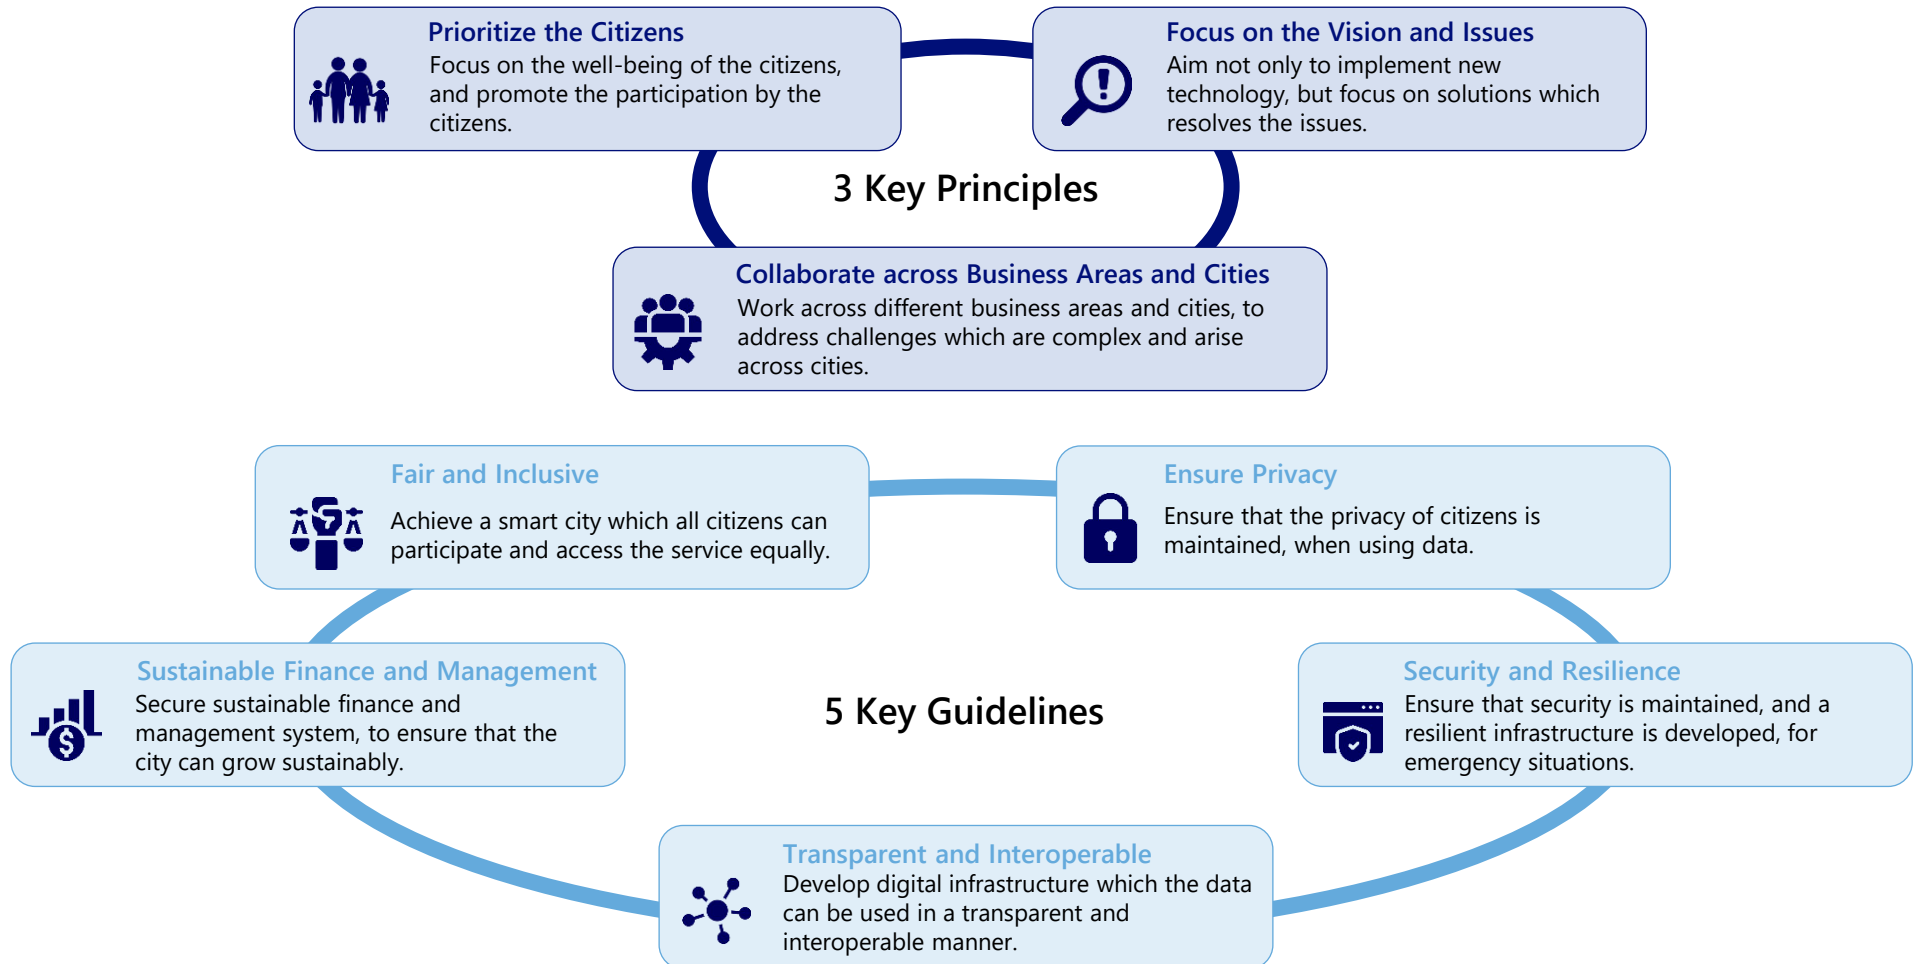 Prioritize the Citizens
Focus on the well-being of the citizens,
and promote the participation by the
citizens.
Focus on the Vision and Issues
Aim not only to implement new
technology, but focus on solutions which
resolves the issues.
3 Key Principles
Collaborate across Business Areas and Cities
Work across different business areas and cities, to
address challenges which are complex and arise
across cities.
Fair and Inclusive
Achieve a smart city which all citizens can
participate and access the service equally.
Ensure Privacy
Ensure that the privacy of citizens is
maintained, when using data.
Sustainable Finance and Management
Secure sustainable finance and
management system, to ensure that the
city can grow sustainably.
5 Key Guidelines
Security and Resilience
Ensure that security is maintained, and a
resilient infrastructure is developed, for
emergency situations.
Transparent and Interoperable
Develop digital infrastructure which the data
can be used in a transparent and
interoperable manner.